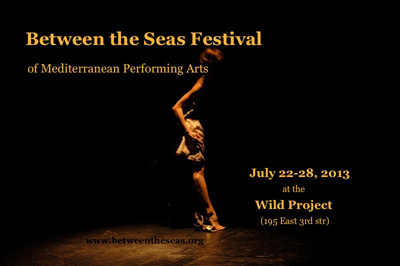 Between the Seas Festival
of Mediterranean Performing Arts
July 22-28, 2013
at the
Wild Project
(195 East 3rd str)
www.betweentheseas.org